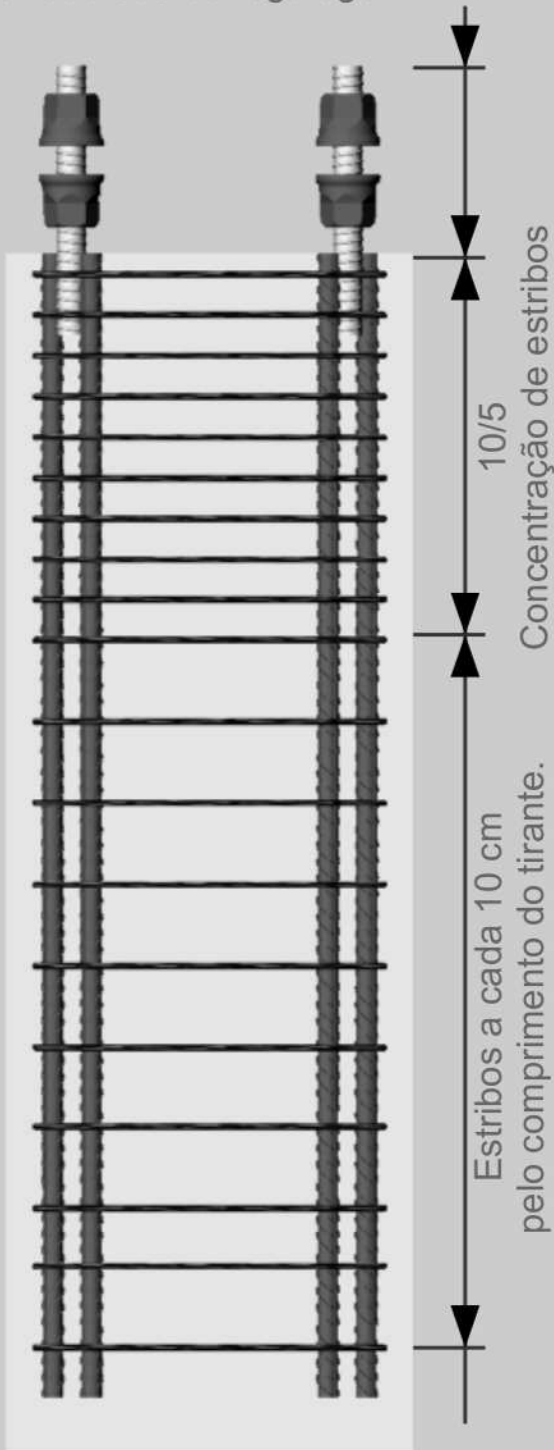 10/5
Concentração de estribos
Estribos a cada 10 cm
pelo comprimento do tirante.